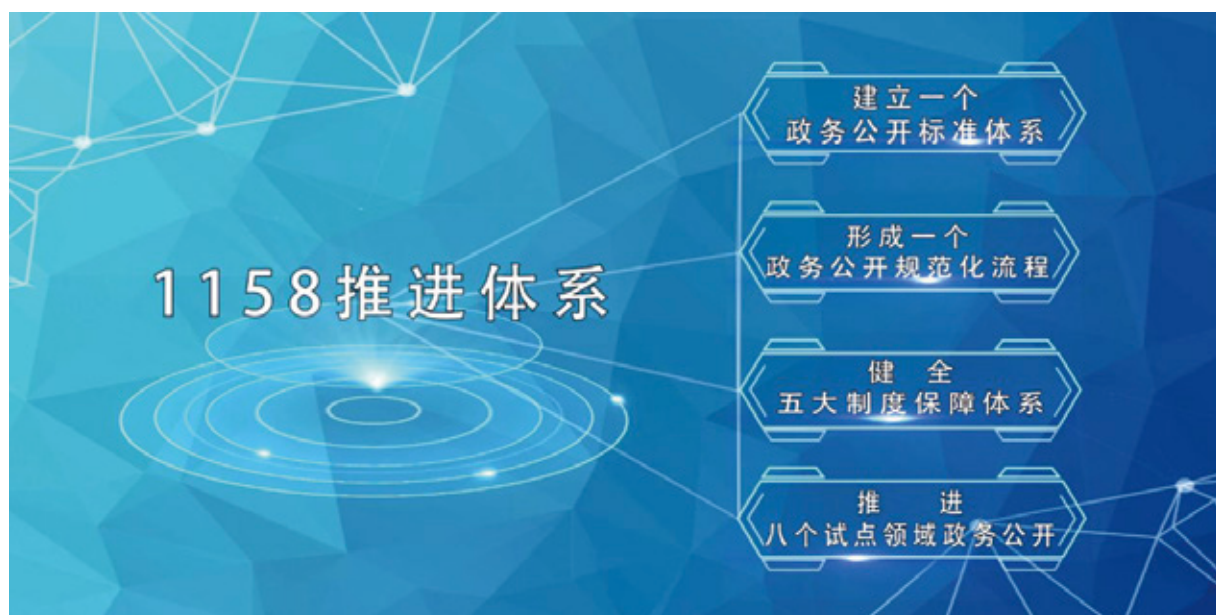 1158推进体系
建立一个
政务公开标准体系
形成一个
政务公开规范化流程
健 全
五大制度保障体系
推 进
八个试点领域政务公开